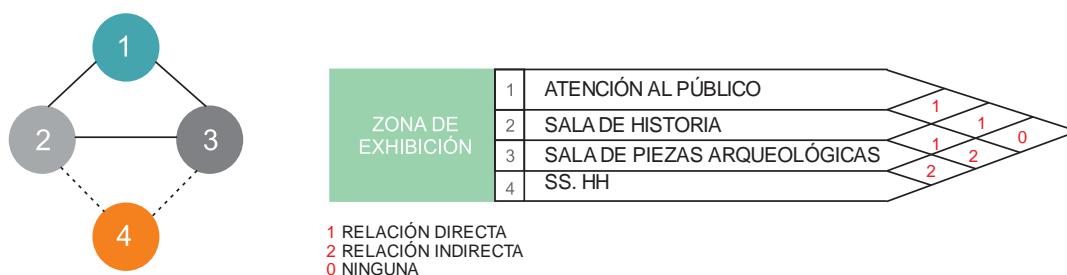 1
2
3
4
ZONA DE
EXHIBICIÓN
1 ATENCIÓN AL PÚBLICO
2 SALA DE HISTORIA
3 SALA DE PIEZAS ARQUEOLÓGICAS
4 SS. HH
1
1
0
1
2
2
1 RELACIÓN DIRECTA
2 RELACIÓN INDIRECTA
0 NINGUNA